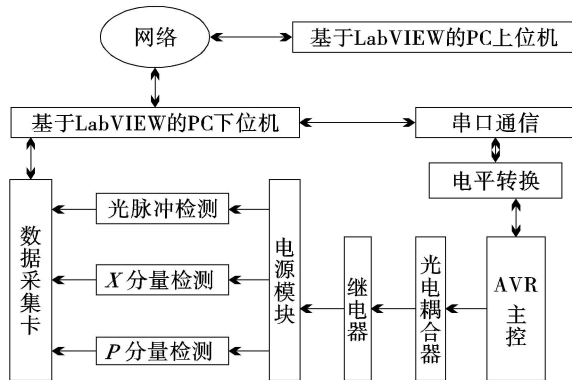 网络
基于LabVIEW的PC上位机
基于LabVIEW的PC下位机
串口通信
电平转换
数据采集卡
光脉冲检测
X分量检测
P分量检测
电源模块
继电器
光电耦合器
AVR
主控